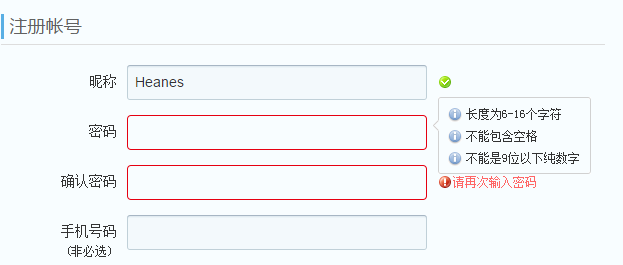 注册帐号
昵称
Heanes
密码
长度为6-16个字符
不能包含空格
不能是9位以下纯数字
确认密码
请再次输入密码
手机号码
(非必选)